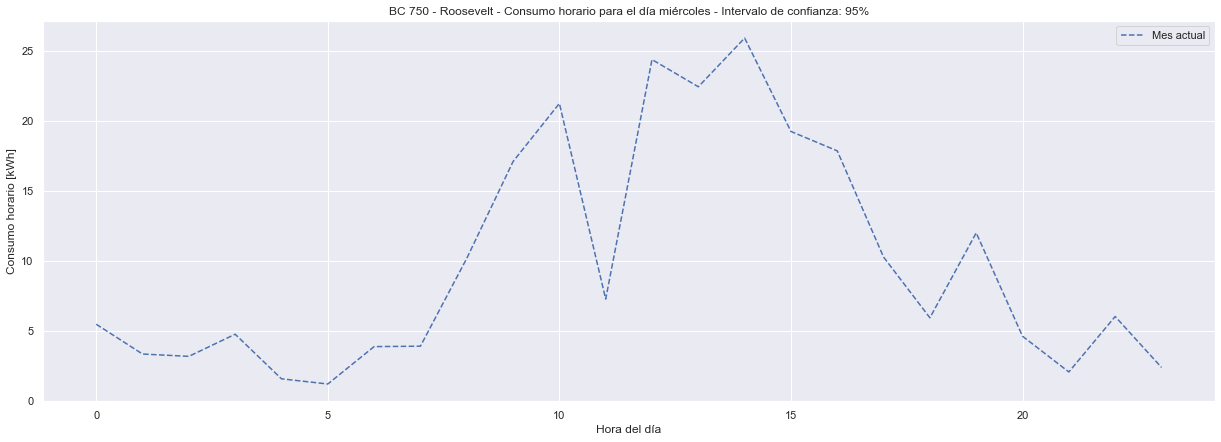 BC 750 - Roosevelt - Consumo horario para el día miércoles - Intervalo de confianza: 95%
Mes actual
Consumo horario [kWh]
25
20
15
10
5
0
0 5 10 15 20
Hora del día